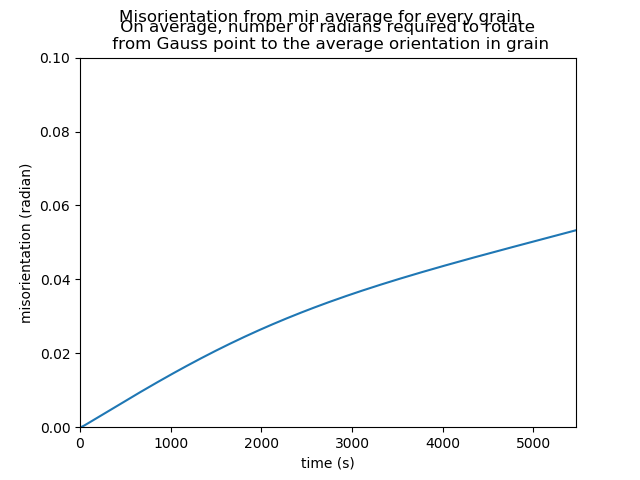 Misorientation from min average for every grain
On average, number of radians required to rotate
from Gauss point to the average orientation in grain
0.10
0.08
0.06
0.04
0.02
0.00
misorientation (radian)
0 1000 2000 3000 4000 5000
time (s)